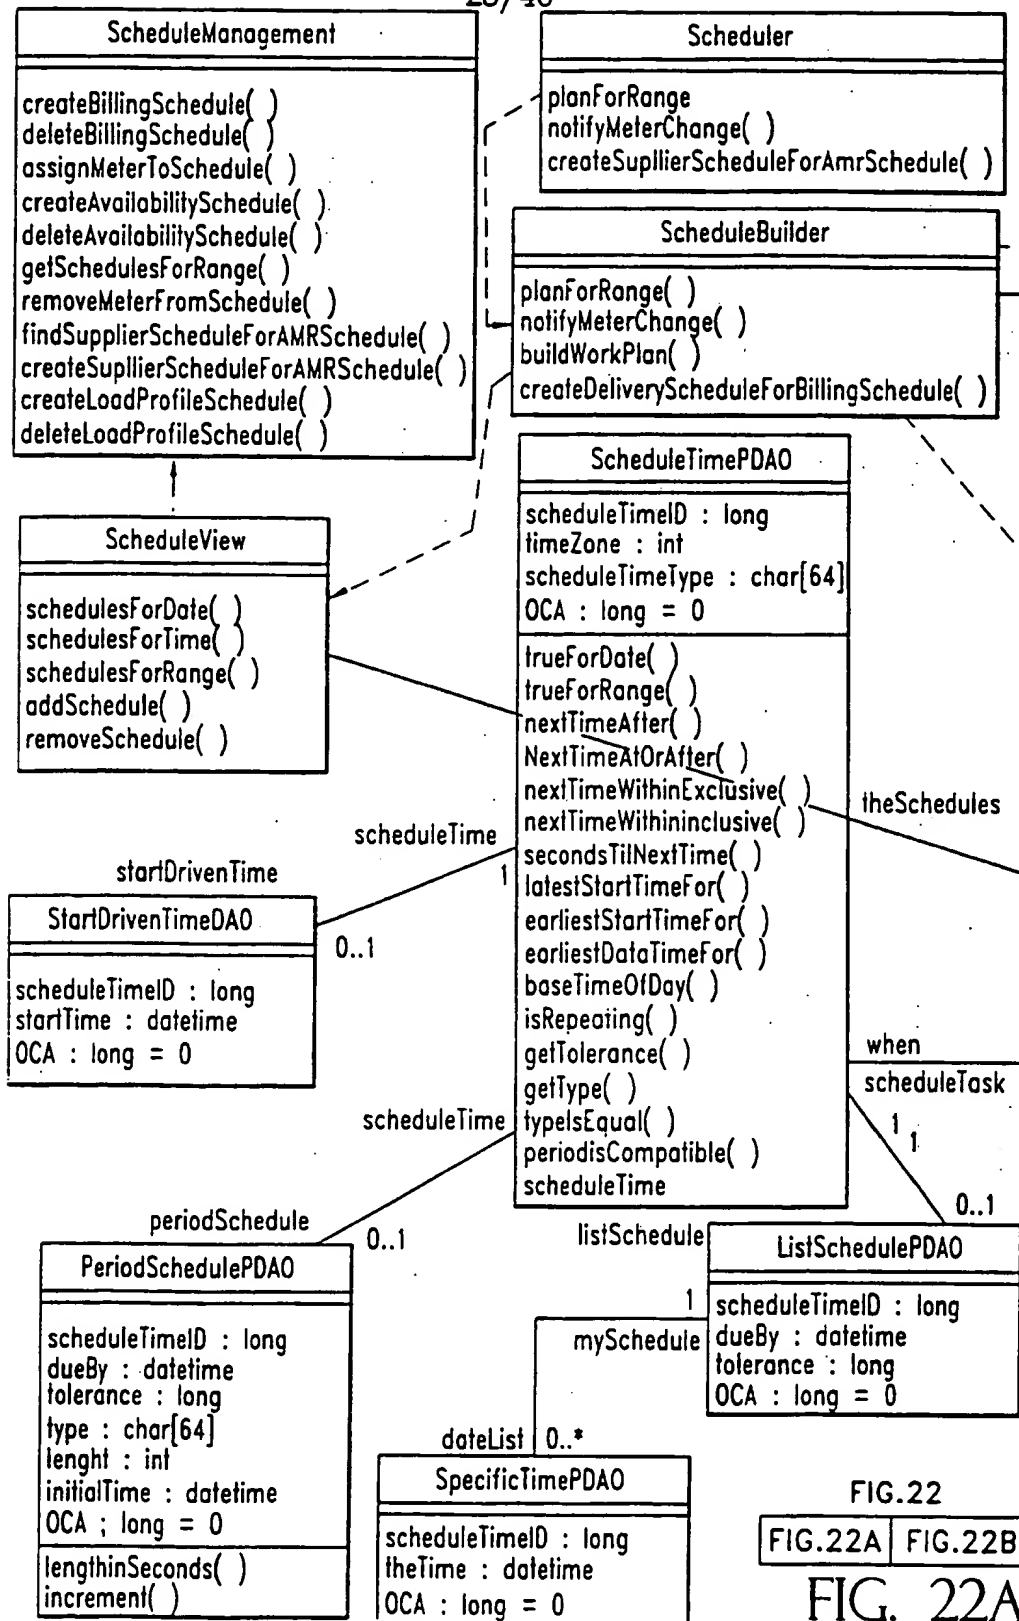 ScheduleManagement
createBillingSchedule( )
deleteBillingSchedule( )
assignMeterToSchedule( )
createAvailabilitySchedule( )
deleteAvailabilitySchedule( )
getSchedulesForRange( )
removeMeterFromSchedule( )
findSupplierScheduleForAMRSchedule( )
createSupllierScheduleForAMRSchedule( )
createLoadProfileSchedule( )
deleteLoadProfileSchedule( )
Scheduler
planForRange
notifyMeterChange( )
createSupllierScheduleForAmrSchedule( )
ScheduleBuilder
planForRange( )
notifyMeterChange( )
buildWorkPlan( )
createDeliveryScheduleForBillingSchedule( )
ScheduleView
schedulesForDate( )
schedulesForTime( )
schedulesForRange( )
addSchedule( )
removeSchedule( )
ScheduleTimePDAO
scheduleTimeID : long
timeZone : int
scheduleTimeType : char[64]
OCA : long = 0
trueForDate( )
trueForRange( )
nextTimeAfter( )
NextTimeAtOrAfter( )
nextTimeWithinExclusive( )
nextTimeWithininclusive( )
secondsTilNextTime( )
latestStartTimeFor( )
earliestStartTimeFor( )
earliestDataTimeFor( )
baseTimeOfDay( )
isRepeating( )
getTolerance( )
getType( )
typeIsEqual( )
periodisCompatible( )
scheduleTime
theSchedules
scheduleTime
1
startDrivenTime
0..1
StartDrivenTimeDAO
scheduleTimeID : long
startTime : datetime
OCA : long = 0
when
scheduleTask
1
1
0..1
scheduleTime
periodSchedule
0..1
PeriodSchedulePDAO
scheduleTimeID : long
dueBy : datetime
tolerance : long
type : char[64]
lenght : int
initialTime : datetime
OCA ; long = 0
lengthinSeconds( )
increment( )
listSchedule
ListSchedulePDAO
scheduleTimeID : long
dueBy : datetime
tolerance : long
OCA : long = 0
1
mySchedule
dateList
0..*
SpecificTimePDAO
scheduleTimeID : long
theTime : datetime
OCA : long = 0
FIG.22
FIG.22A FIG.22B
FIG. 22A